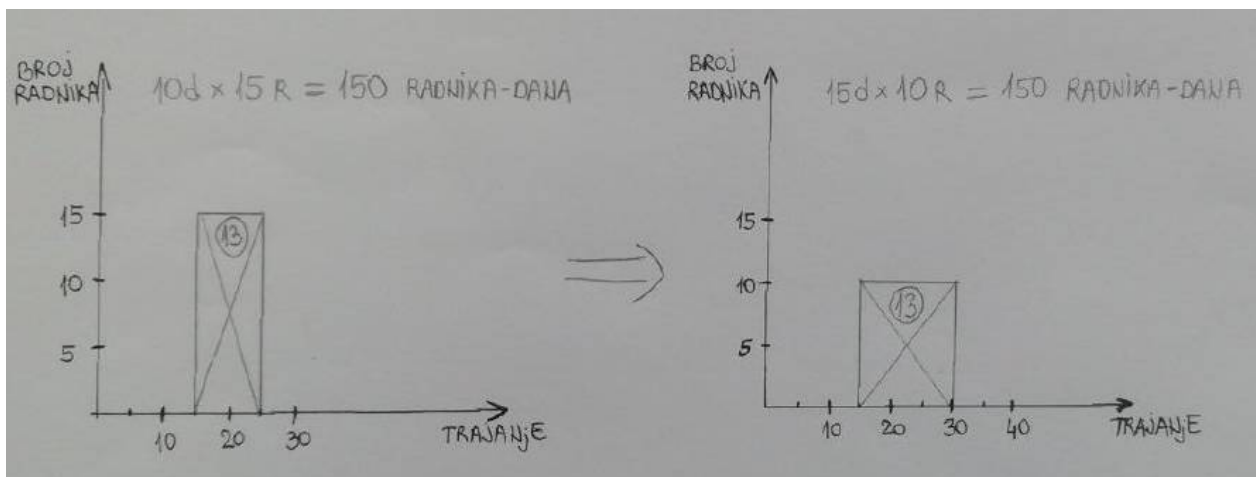 BROJ
RADNIKA
10d × 15 R = 150 RADNIKA-DANA
15
13
10
5
10
20
30
TRAJANjE
BROJ
RADNIKA
15d × 10 R = 150 RADNIKA-DANA
15
10
13
5
10
20
30
40
TRAJANjE